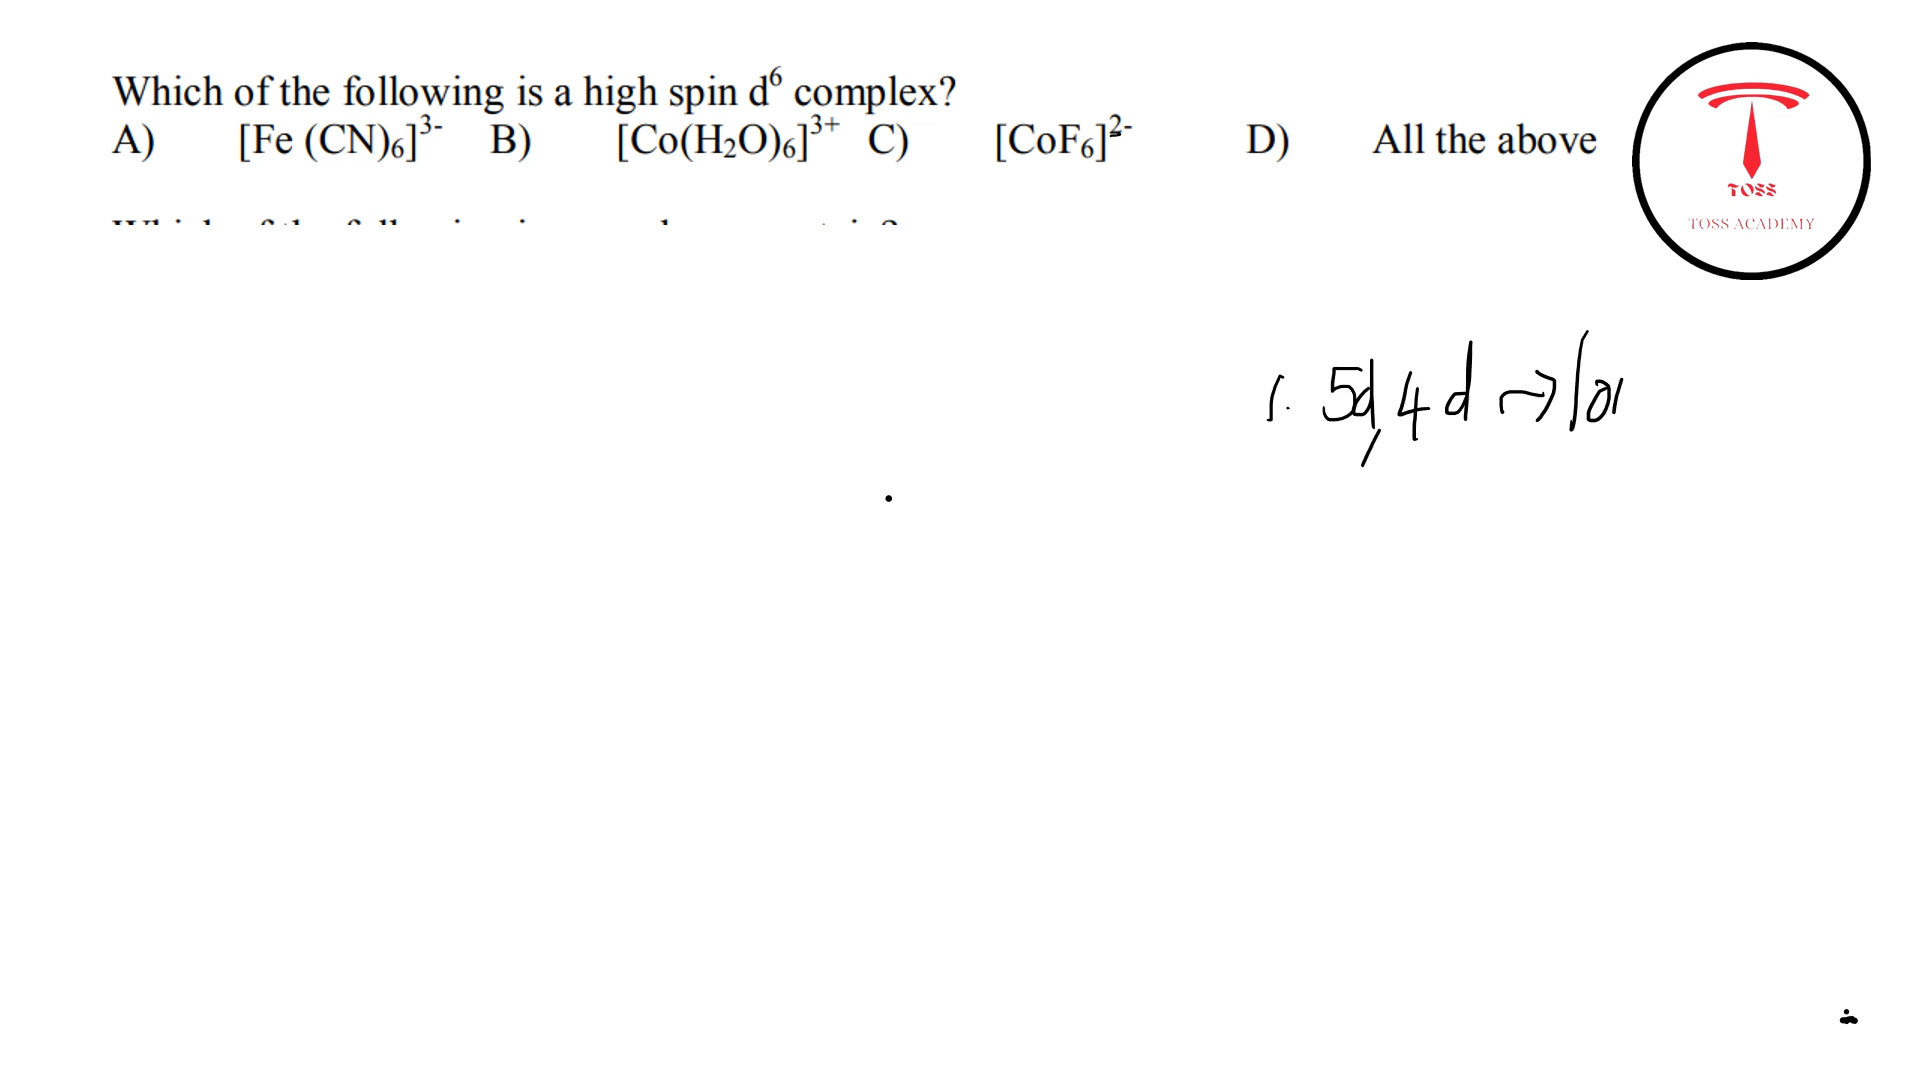 Which of the following is a high spin d⁶ complex?
A) [Fe (CN)₆]³⁻ B) [Co(H₂O)₆]³⁺ C) [CoF₆]²⁻ D) All the above
TOSS
TOSS ACADEMY
1. 5d, 4d →